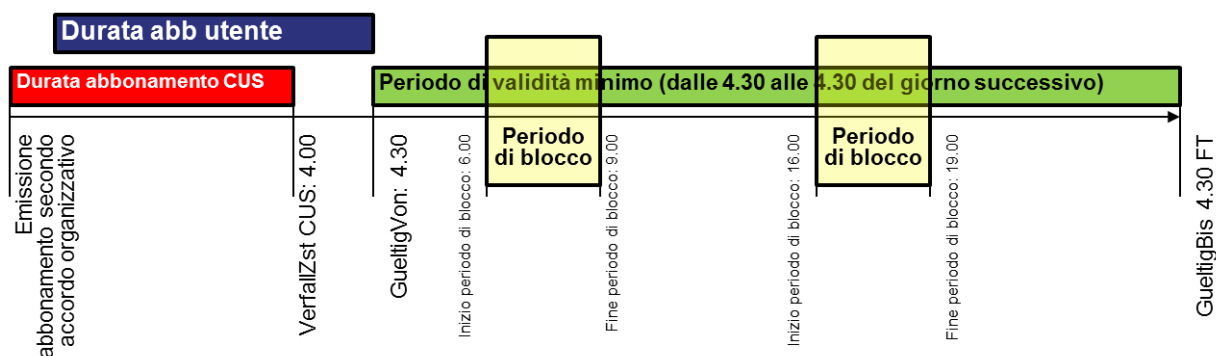 Durata abb utente
Durata abbonamento CUS
Periodo di validità minimo (dalle 4.30 alle 4.30 del giorno successivo)
Periodo
di blocco
Periodo
di blocco
Emissione
abbonamento secondo
accordo organizzativo
VerfallZst CUS: 4.00
GueltigVon: 4.30
Inizio periodo di blocco: 6.00
Fine periodo di blocco: 9.00
Inizio periodo di blocco: 16.00
Fine periodo di blocco: 19.00
GueltigBis 4.30 FT